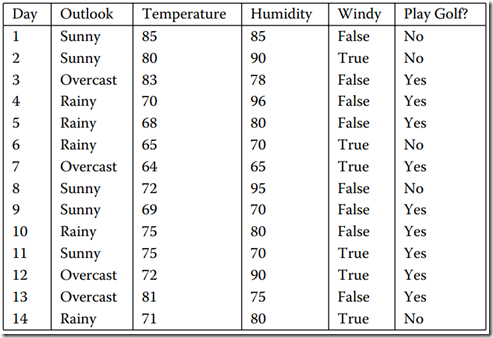 Day Outlook Temperature Humidity Windy Play Golf?
1 Sunny 85 85 False No
2 Sunny 80 90 True No
3 Overcast 83 78 False Yes
4 Rainy 70 96 False Yes
5 Rainy 68 80 False Yes
6 Rainy 65 70 True No
7 Overcast 64 65 True Yes
8 Sunny 72 95 False No
9 Sunny 69 70 False Yes
10 Rainy 75 80 False Yes
11 Sunny 75 70 True Yes
12 Overcast 72 90 True Yes
13 Overcast 81 75 False Yes
14 Rainy 71 80 True No